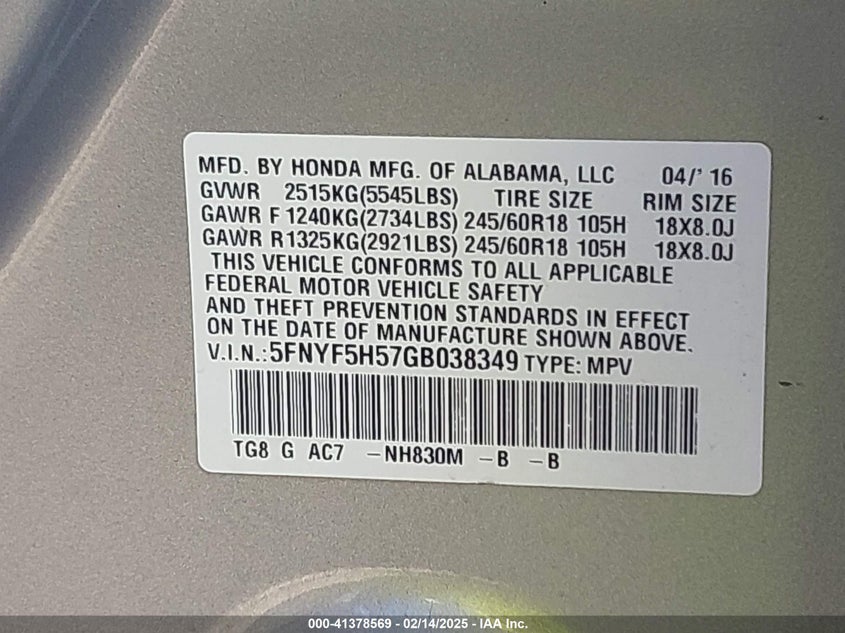 MFD. BY HONDA MFG. OF ALABAMA, LLC 04/' 16
GVWR 2515KG(5545LBS) TIRE SIZE RIM SIZE
GAWR F 1240KG(2734LBS) 245/60R18 105H 18X8.0J
GAWR R 1325KG(2921LBS) 245/60R18 105H 18X8.0J
THIS VEHICLE CONFORMS TO ALL APPLICABLE
FEDERAL MOTOR VEHICLE SAFETY
AND THEFT PREVENTION STANDARDS IN EFFECT
ON THE DATE OF MANUFACTURE SHOWN ABOVE.
V.I.N.: 5FNYF5H57GB038349 TYPE: MPV
TG8 G AC7 -NH830M -B -B
000-41378569 - 02/14/2025 - IAA Inc.